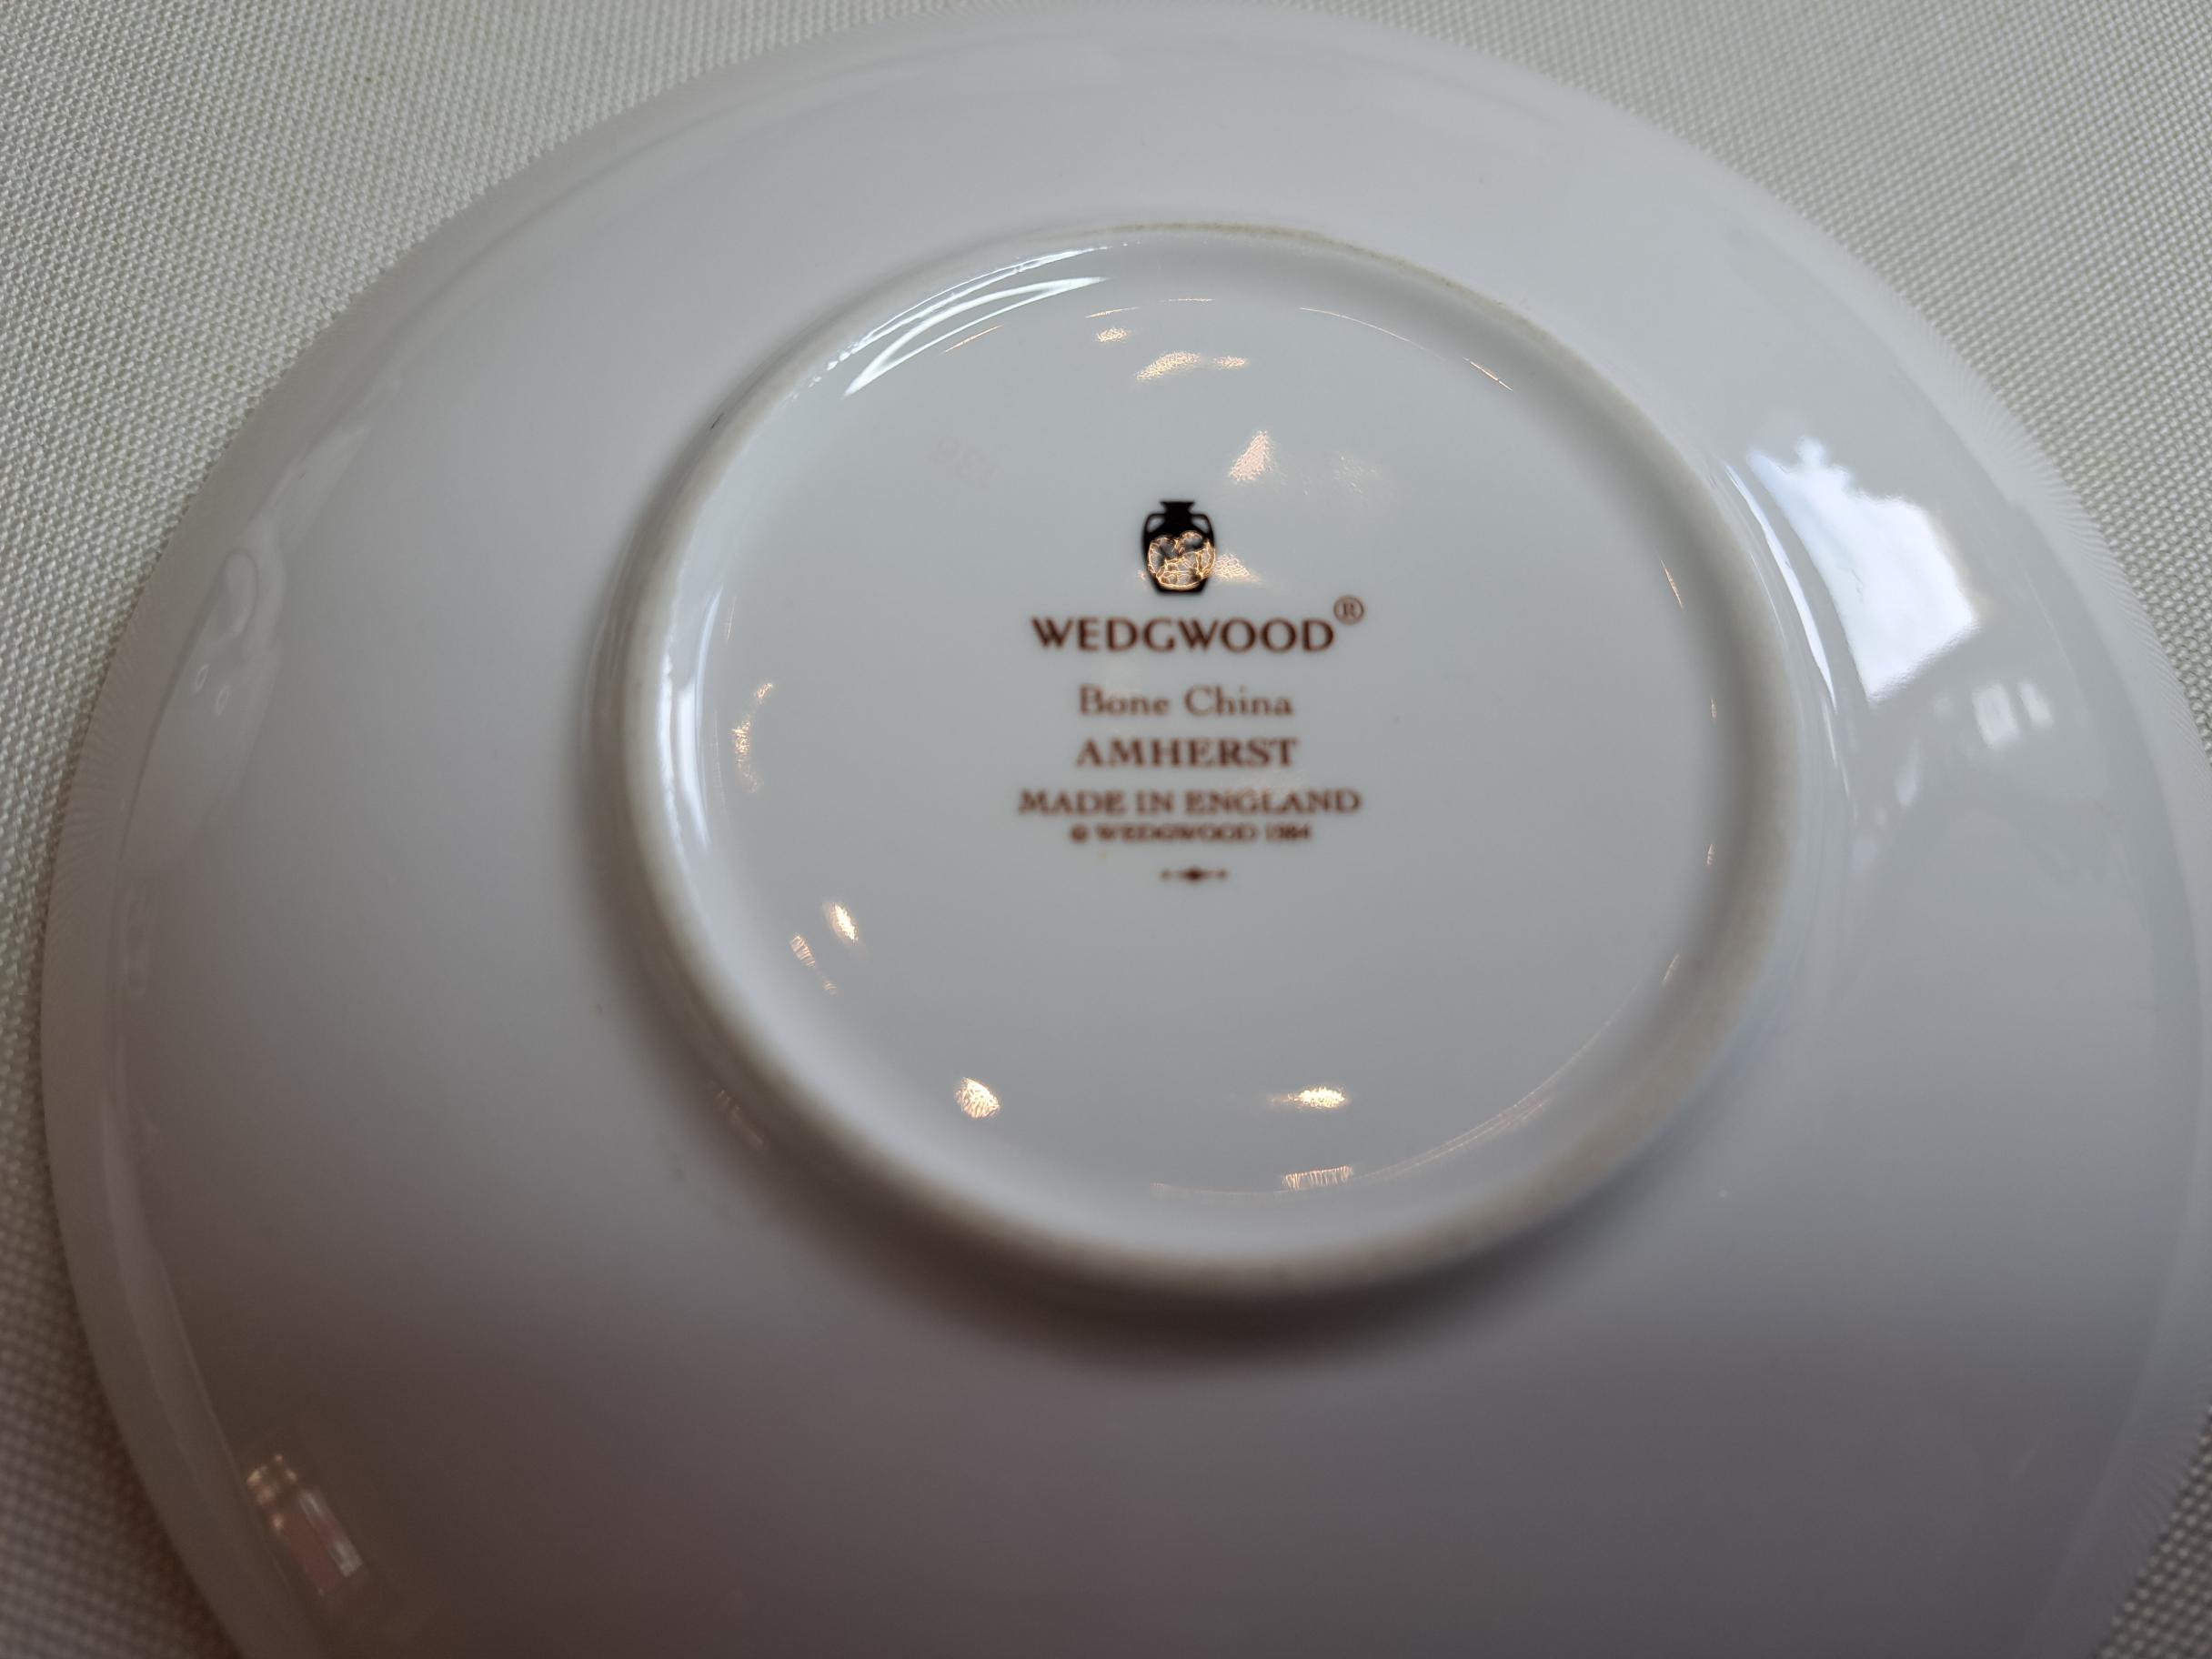 WEDGWOOD®
Bone China
AMHERST
MADE IN ENGLAND
© WEDGWOOD 1984